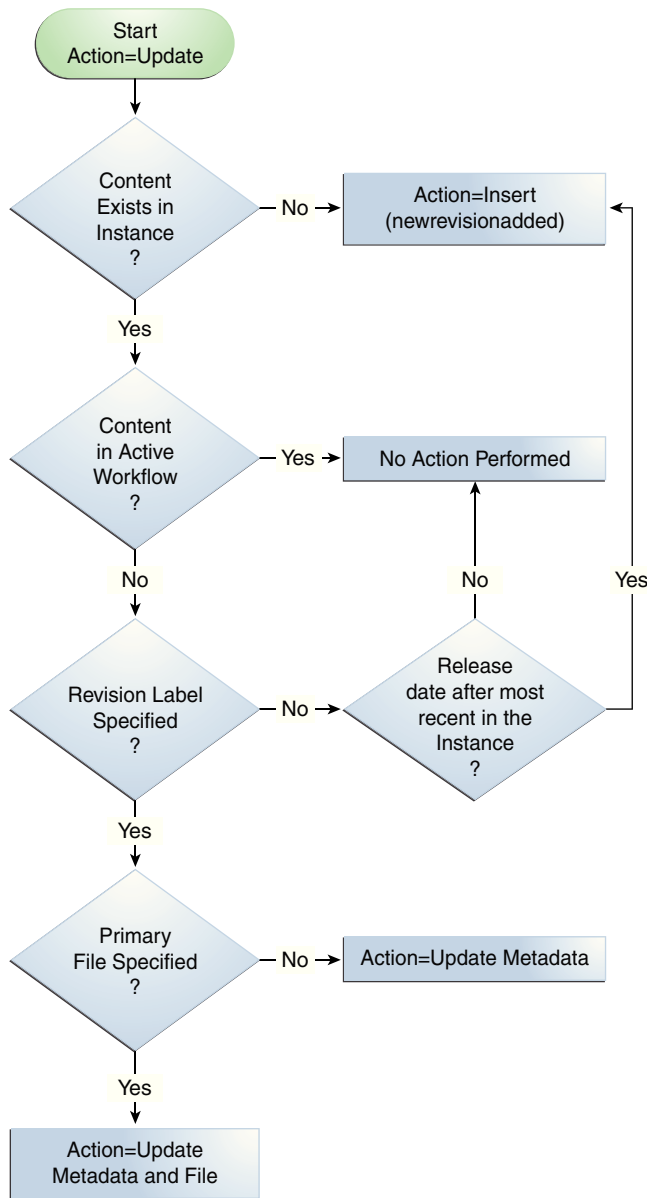 Start
Action=Update
Content
Exists in
Instance
?
No
Action=Insert
(newrevisionadded)
Yes
Content
in Active
Workflow
?
Yes
No Action Performed
No
No
Yes
Revision Label
Specified
?
No
Release
date after most
recent in the
Instance
?
Yes
Primary
File Specified
?
No
Action=Update Metadata
Yes
Action=Update
Metadata and File